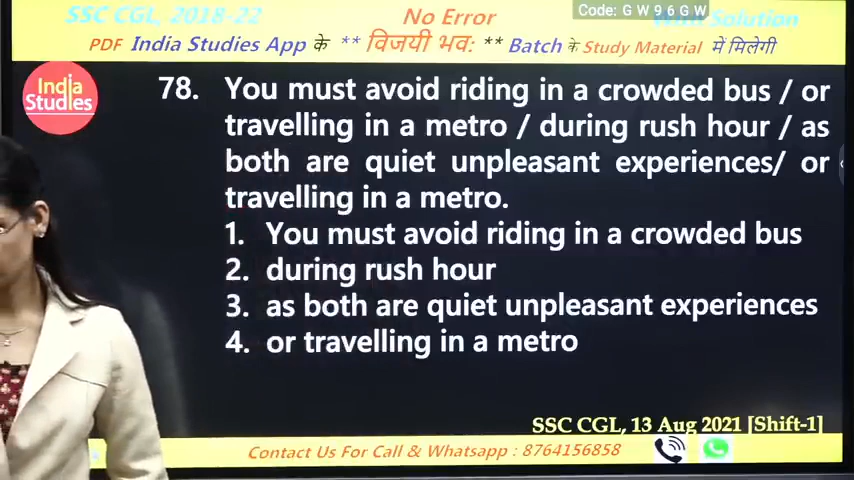 SSC CGL, 2018-22
No Error
Code: G W 9 6 G W
Solution
PDF India Studies App के ** विजयी भव: ** Batch के Study Material में मिलेगी
India
Studies
78. You must avoid riding in a crowded bus / or
travelling in a metro / during rush hour / as
both are quiet unpleasant experiences/ or
travelling in a metro.
1. You must avoid riding in a crowded bus
2. during rush hour
3. as both are quiet unpleasant experiences
4. or travelling in a metro
SSC CGL, 13 Aug 2021 [Shift-1]
Contact Us For Call & Whatsapp : 8764156858